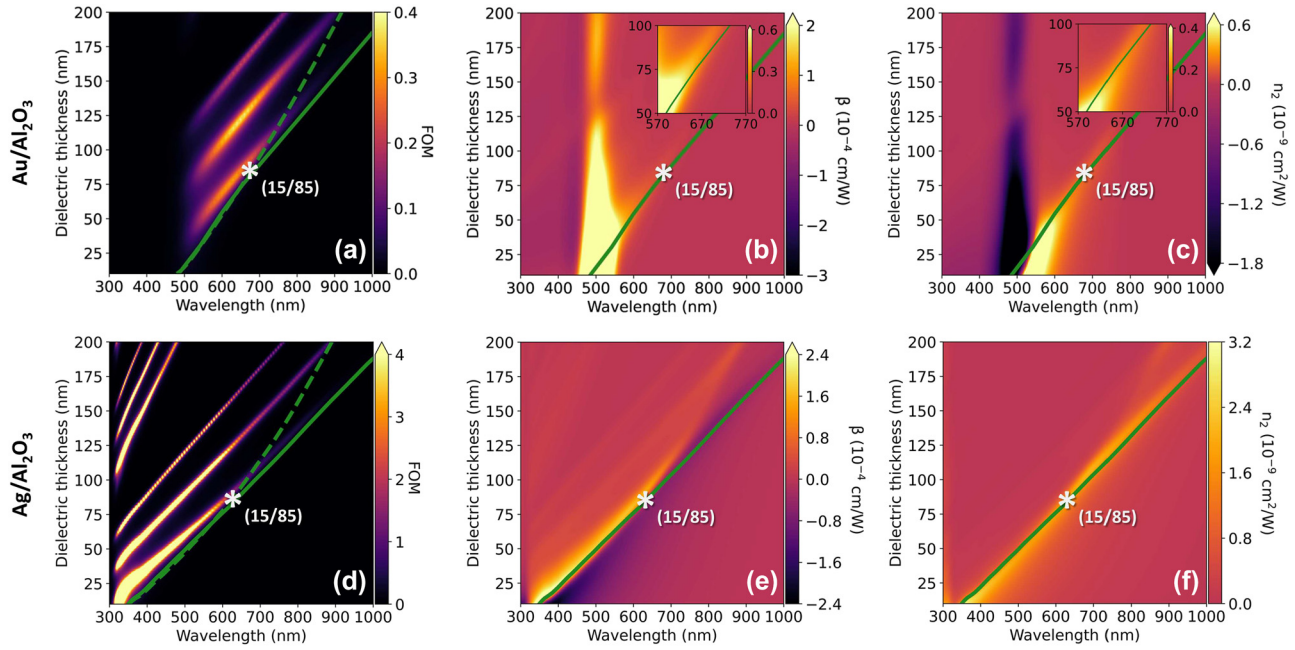 Au/Al₂O₃
Dielectric thickness (nm)
200
175
150
125
100
75
50
25
300 400 500 600 700 800 900 1000
Wavelength (nm)
(15/85)
(a)
0.4
0.3
0.2
0.1
0.0
FOM
Dielectric thickness (nm)
200
175
150
125
100
75
50
25
300 400 500 600 700 800 900 1000
Wavelength (nm)
100
75
50
570 670 770
0.6
0.3
0.0
(15/85)
(b)
2
1
0
−1
−2
−3
β (10⁻⁴ cm/W)
Dielectric thickness (nm)
200
175
150
125
100
75
50
25
300 400 500 600 700 800 900 1000
Wavelength (nm)
100
75
50
570 670 770
0.4
0.2
0.0
(15/85)
(c)
0.6
0.0
−0.6
−1.2
−1.8
n₂ (10⁻⁹ cm²/W)
Ag/Al₂O₃
Dielectric thickness (nm)
200
175
150
125
100
75
50
25
300 400 500 600 700 800 900 1000
Wavelength (nm)
(15/85)
(d)
4
3
2
1
0
FOM
Dielectric thickness (nm)
200
175
150
125
100
75
50
25
300 400 500 600 700 800 900 1000
Wavelength (nm)
(15/85)
(e)
2.4
1.6
0.8
0.0
−0.8
−1.6
−2.4
β (10⁻⁴ cm/W)
Dielectric thickness (nm)
200
175
150
125
100
75
50
25
300 400 500 600 700 800 900 1000
Wavelength (nm)
(15/85)
(f)
3.2
2.4
1.6
0.8
0.0
n₂ (10⁻⁹ cm²/W)